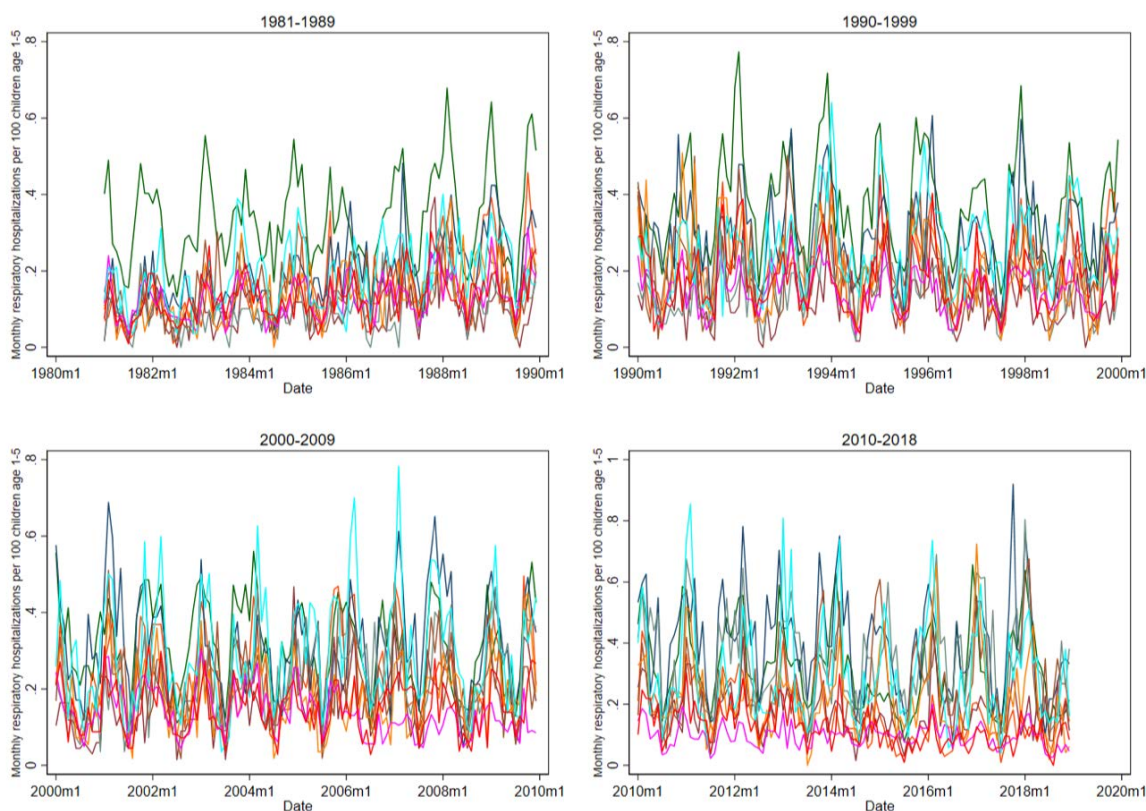 1981-1989
Monthly respiratory hospitalizations per 100 children age 1-5
0 .2 .4 .6 .8
1980m1 1982m1 1984m1 1986m1 1988m1 1990m1
Date
1990-1999
Monthly respiratory hospitalizations per 100 children age 1-5
0 .2 .4 .6 .8
1990m1 1992m1 1994m1 1996m1 1998m1 2000m1
Date
2000-2009
Monthly respiratory hospitalizations per 100 children age 1-5
0 .2 .4 .6 .8
2000m1 2002m1 2004m1 2006m1 2008m1 2010m1
Date
2010-2018
Monthly respiratory hospitalizations per 100 children age 1-5
0 .2 .4 .6 .8 1
2010m1 2012m1 2014m1 2016m1 2018m1 2020m1
Date